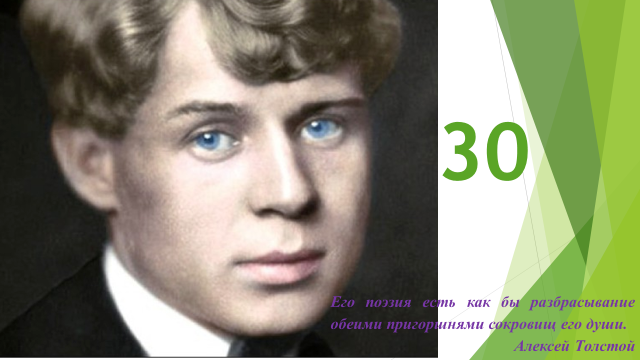 30
Его поэзия есть как бы разбрасывание
обеими пригоршнями сокровищ его души.
Алексей Толстой